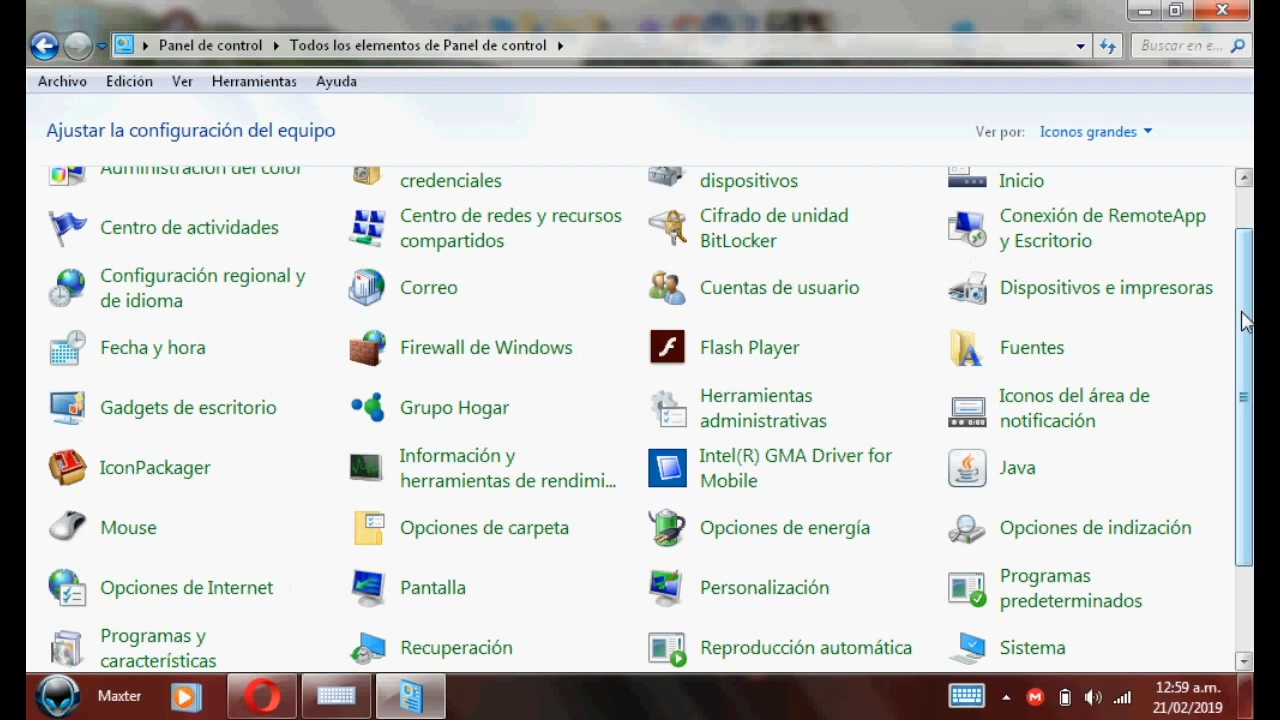 Panel de control
Todos los elementos de Panel de control
Buscar en e...
Archivo
Edición
Ver
Herramientas
Ayuda
Ajustar la configuración del equipo
Ver por:
Iconos grandes
Administración del color
credenciales
dispositivos
Inicio
Centro de actividades
Centro de redes y recursos
compartidos
Cifrado de unidad
BitLocker
Conexión de RemoteApp
y Escritorio
Configuración regional y
de idioma
Correo
Cuentas de usuario
Dispositivos e impresoras
Fecha y hora
Firewall de Windows
Flash Player
Fuentes
Gadgets de escritorio
Grupo Hogar
Herramientas
administrativas
Iconos del área de
notificación
IconPackager
Información y
herramientas de rendimi...
Intel(R) GMA Driver for
Mobile
Java
Mouse
Opciones de carpeta
Opciones de energía
Opciones de indización
Opciones de Internet
Pantalla
Personalización
Programas
predeterminados
Programas y
características
Recuperación
Reproducción automática
Sistema
Maxter
12:59 a.m.
21/02/2019